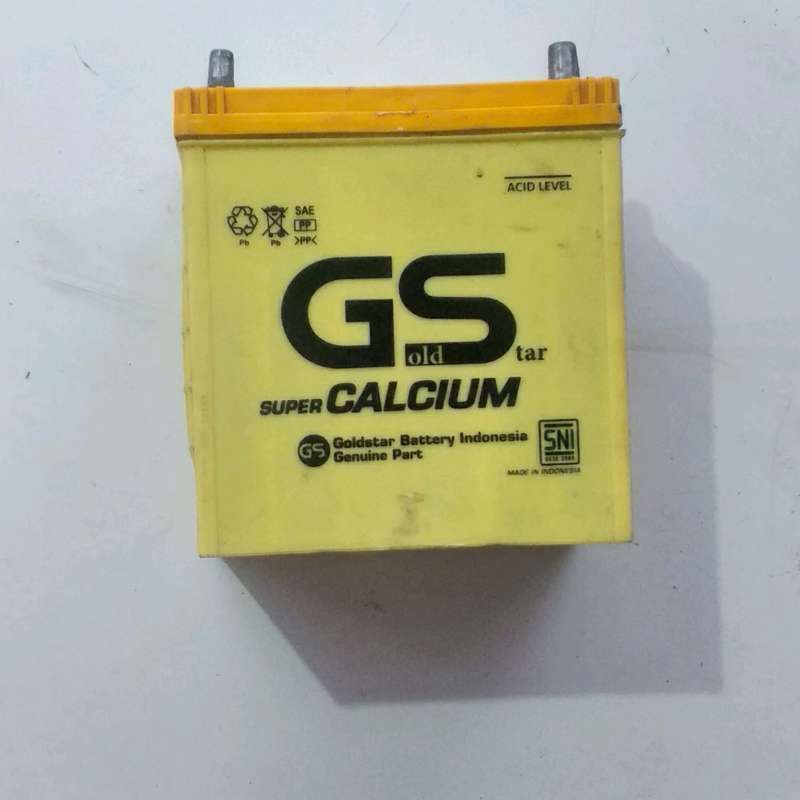 ACID LEVEL
SAE
PP
Pb Pb >PP<
GS
old tar
SUPER CALCIUM
GS Goldstar Battery Indonesia
Genuine Part
SNI
MADE IN INDONESIA